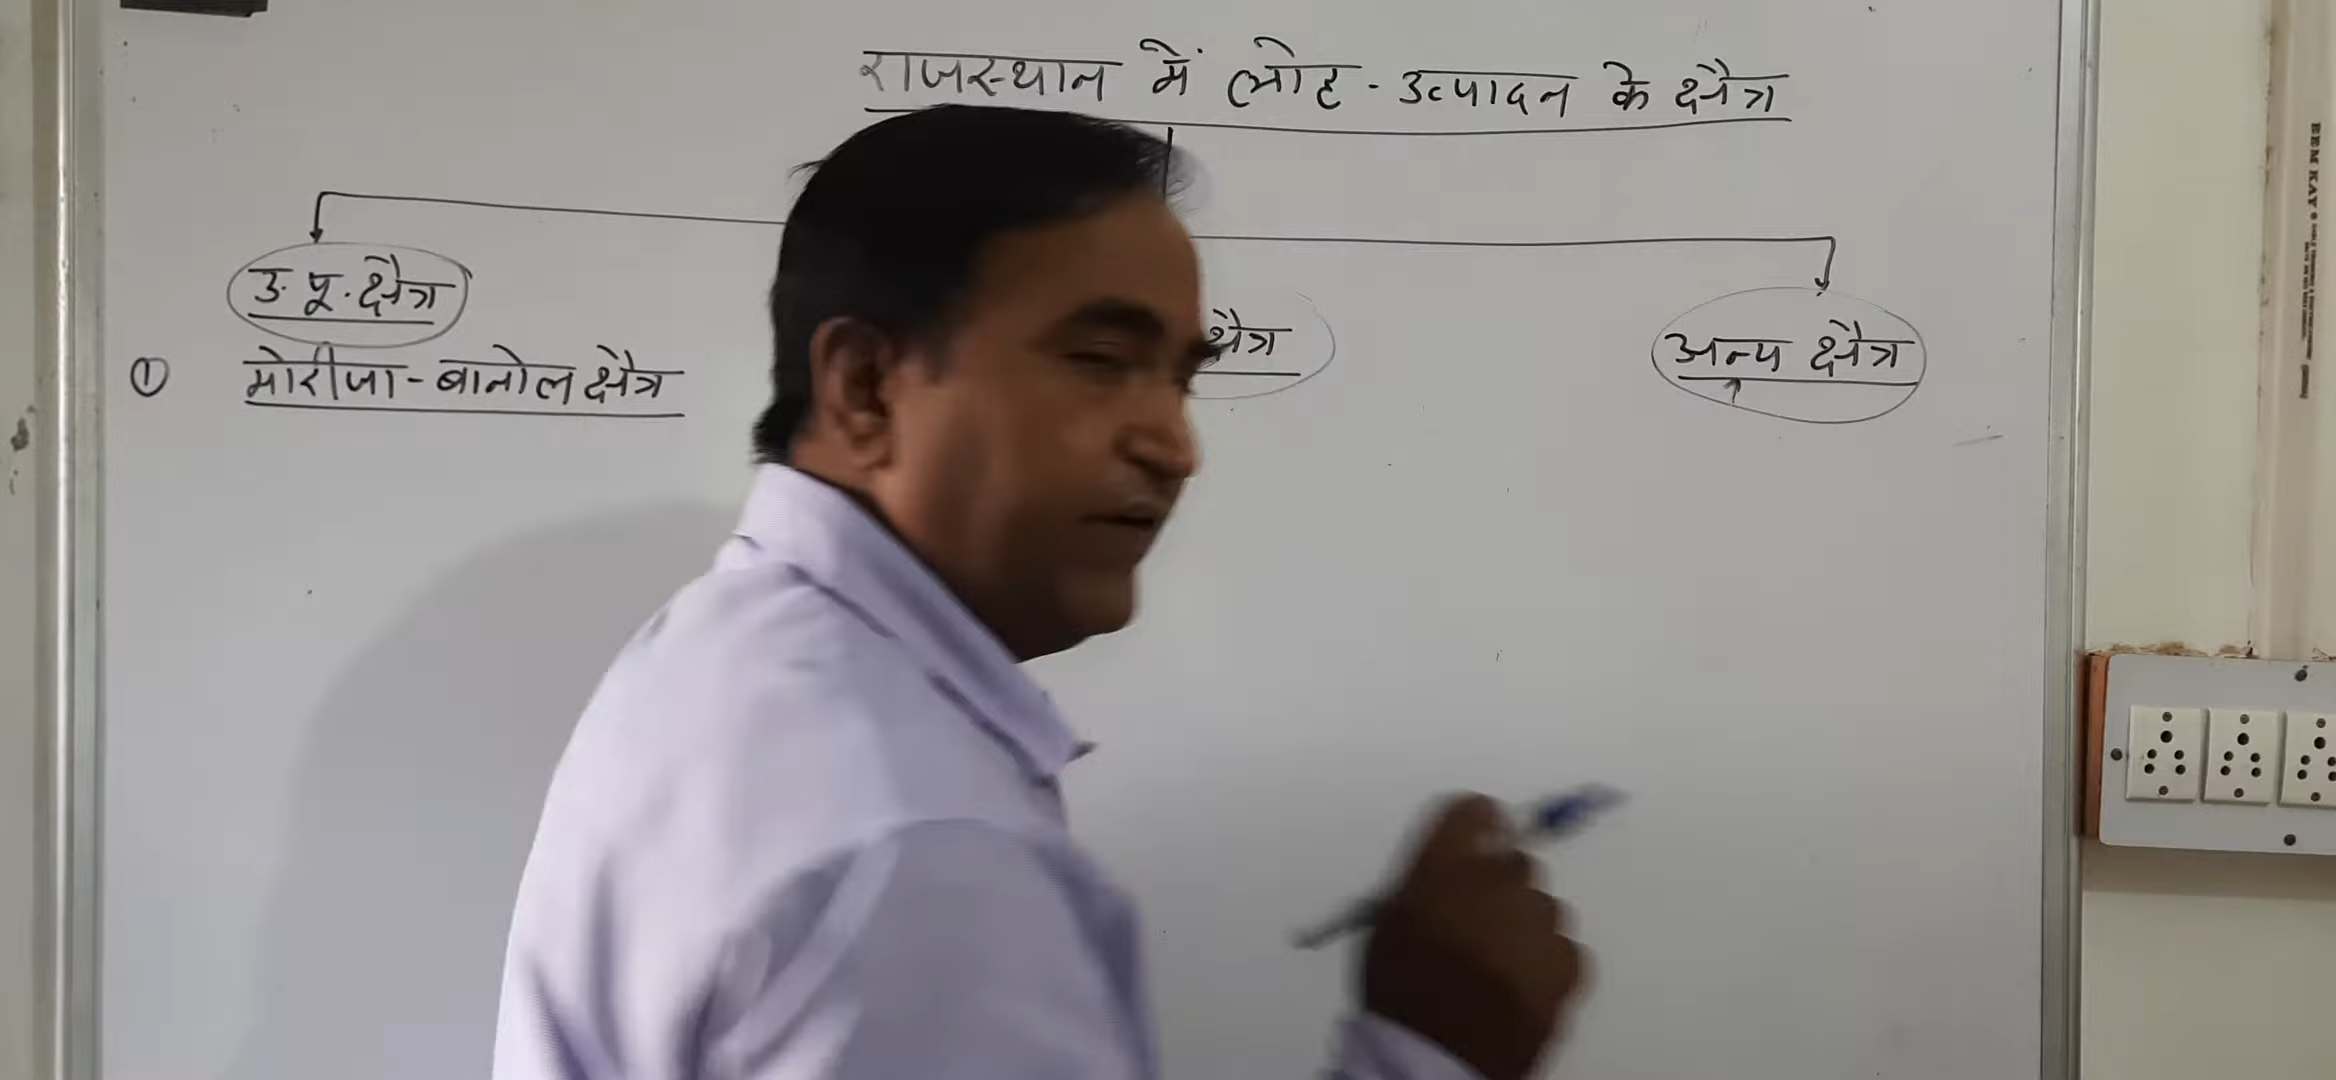 राजस्थान में लौह - उत्पादन के क्षैत्र
उ. पू. क्षैत्र
क्षैत्र
अन्य क्षैत्र
① मोरीजा - बानोल क्षैत्र